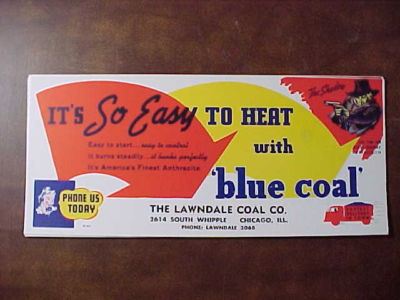 The Shadow
IT'S So Easy TO HEAT
with
'blue coal'
Easy to start... easy to control
it burns steadily...it banks perfectly
It's America's Finest Anthracite
PHONE US
TODAY
THE LAWNDALE COAL CO.
2614 SOUTH WHIPPLE CHICAGO, ILL.
PHONE: LAWNDALE 2065